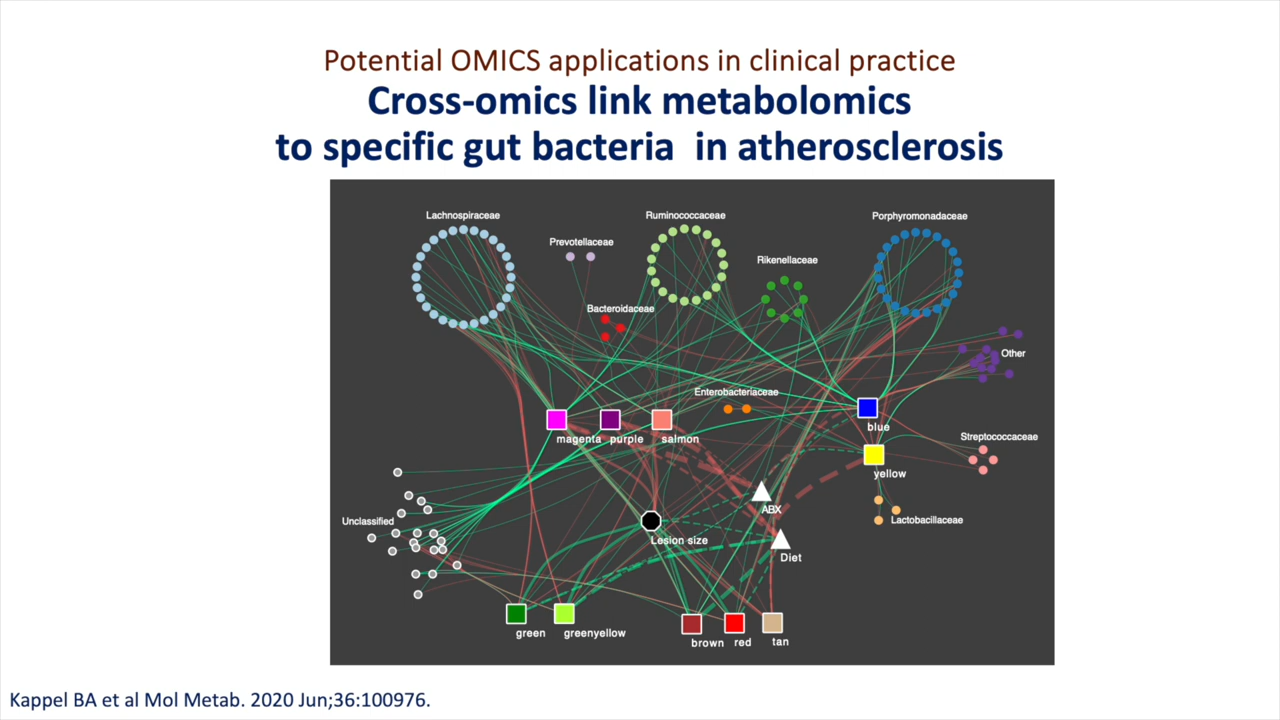 Potential OMICS applications in clinical practice
Cross-omics link metabolomics
to specific gut bacteria in atherosclerosis
Lachnospiraceae
Ruminococcaceae
Porphyromonadaceae
Prevotellaceae
Rikenellaceae
Bacteroidaceae
Other
Enterobacteriaceae
magenta
purple
salmon
blue
Streptococcaceae
yellow
ABX
Unclassified
Lactobacillaceae
Lesion size
Diet
green
greenyellow
brown
red
tan
Kappel BA et al Mol Metab. 2020 Jun;36:100976.